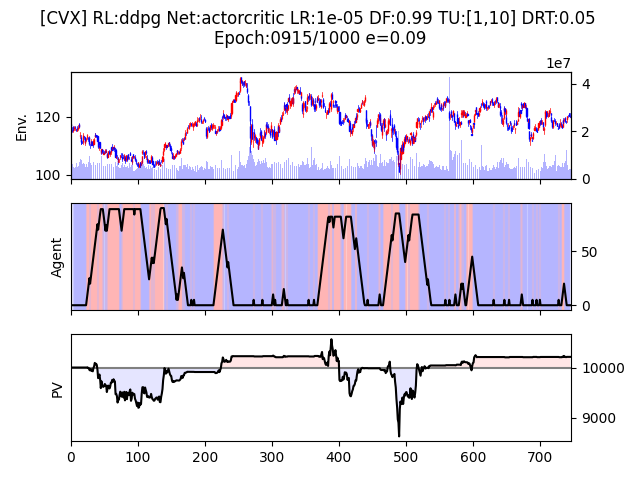 [CVX] RL:ddpg Net:actorcritic LR:1e-05 DF:0.99 TU:[1,10] DRT:0.05
Epoch:0915/1000 e=0.09
1e7
Env.
120
100
4
2
0
Agent
50
0
PV
10000
9000
0 100 200 300 400 500 600 700